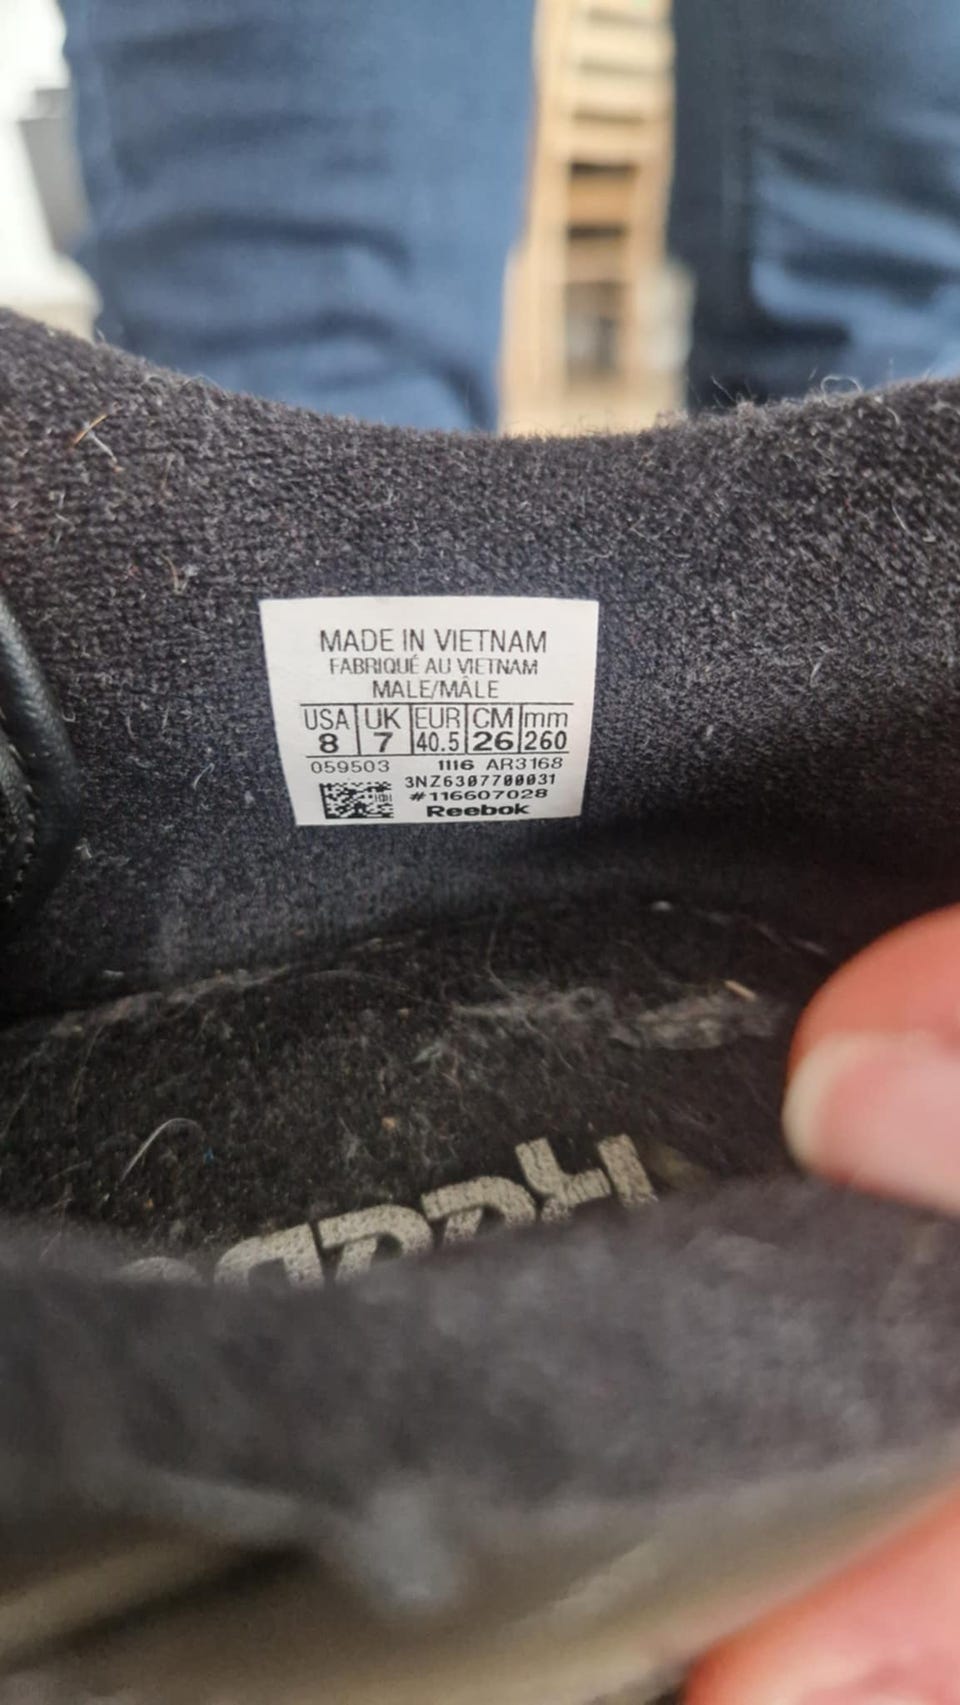 MADE IN VIETNAM
FABRIQUÉ AU VIETNAM
MALE/MÂLE
USA UK EUR CM mm
8 7 40.5 26 260
059503 1116 AR3168
3NZ6307700031
#116607028
Reebok
Reeb